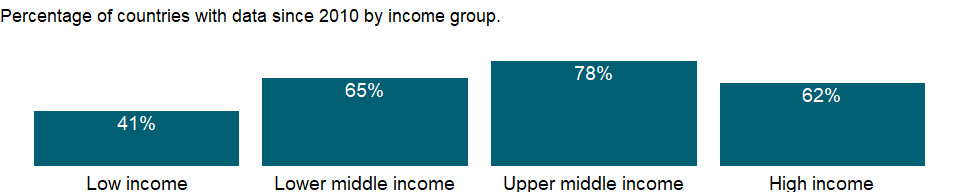 Percentage of countries with data since 2010 by income group.
78%
65%
62%
41%
Low income Lower middle income Upper middle income High income